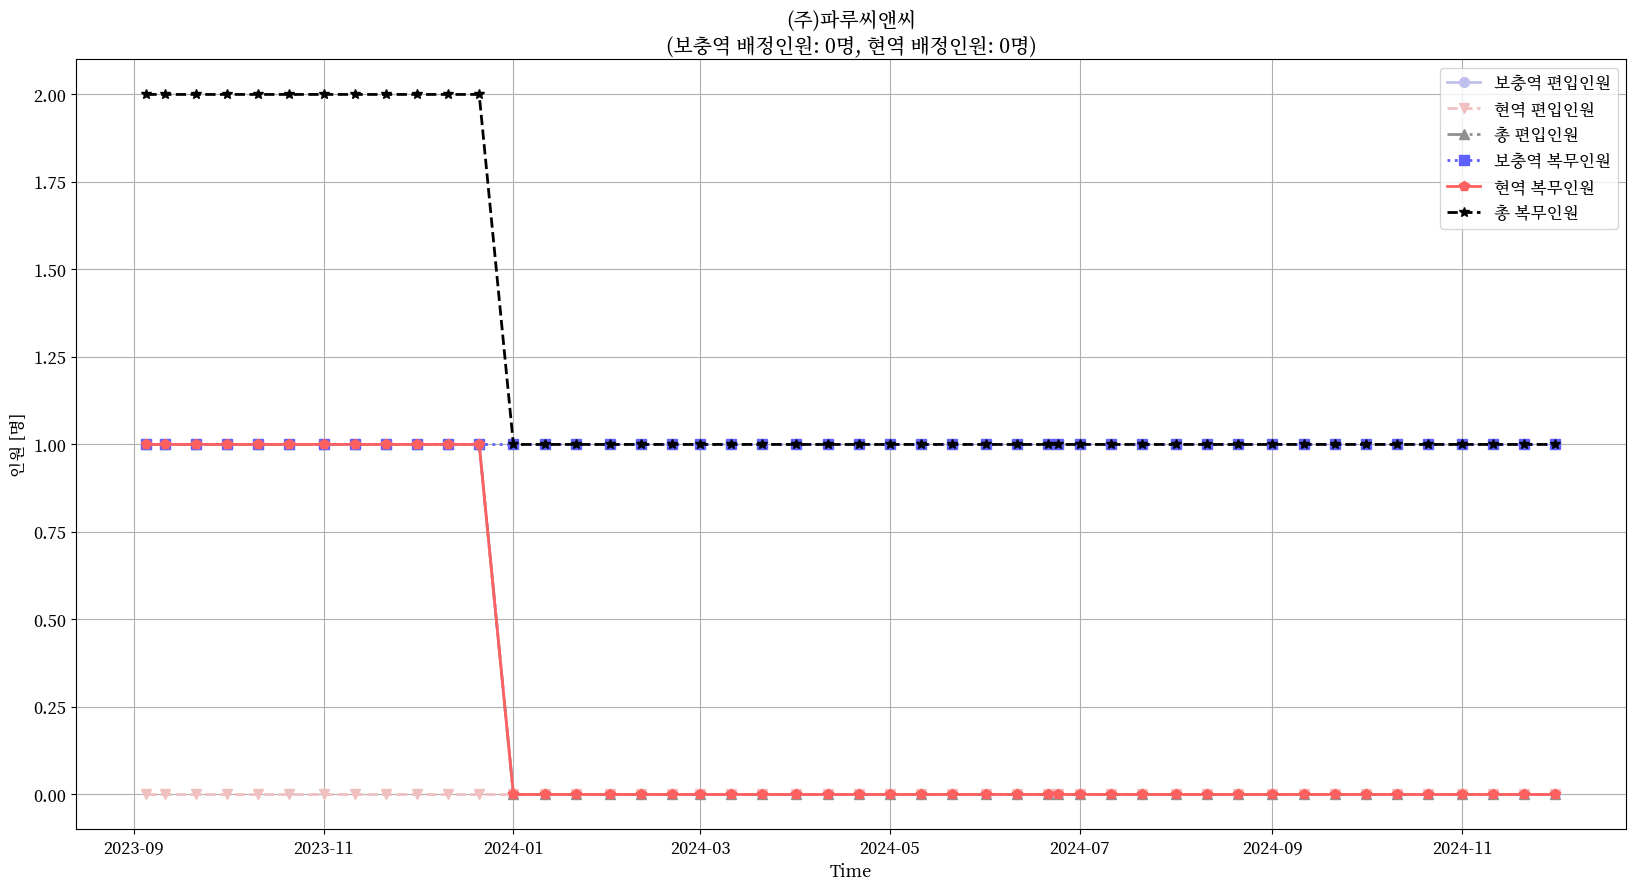 (주)파루씨앤씨
(보충역 배정인원: 0명, 현역 배정인원: 0명)
보충역 편입인원
현역 편입인원
총 편입인원
보충역 복무인원
현역 복무인원
총 복무인원
인원 [명]
2.00
1.75
1.50
1.25
1.00
0.75
0.50
0.25
0.00
2023-09 2023-11 2024-01 2024-03 2024-05 2024-07 2024-09 2024-11
Time